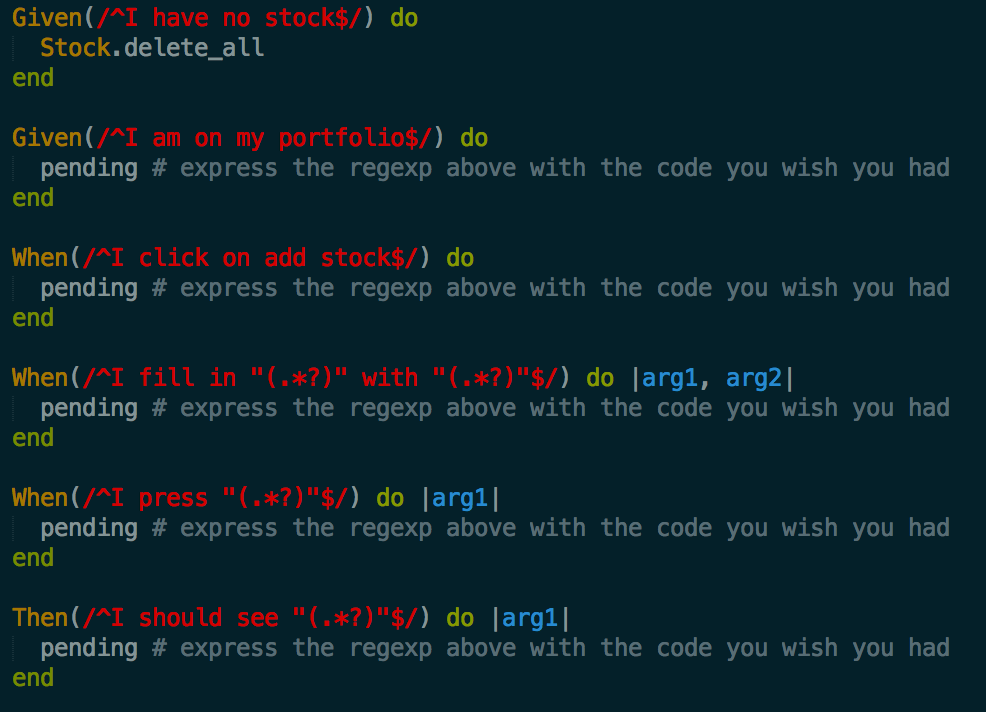 Given(/^I have no stock$/) do
  Stock.delete_all
end

Given(/^I am on my portfolio$/) do
  pending # express the regexp above with the code you wish you had
end

When(/^I click on add stock$/) do
  pending # express the regexp above with the code you wish you had
end

When(/^I fill in "(.*?)" with "(.*?)"$/) do |arg1, arg2|
  pending # express the regexp above with the code you wish you had
end

When(/^I press "(.*?)"$/) do |arg1|
  pending # express the regexp above with the code you wish you had
end

Then(/^I should see "(.*?)"$/) do |arg1|
  pending # express the regexp above with the code you wish you had
end